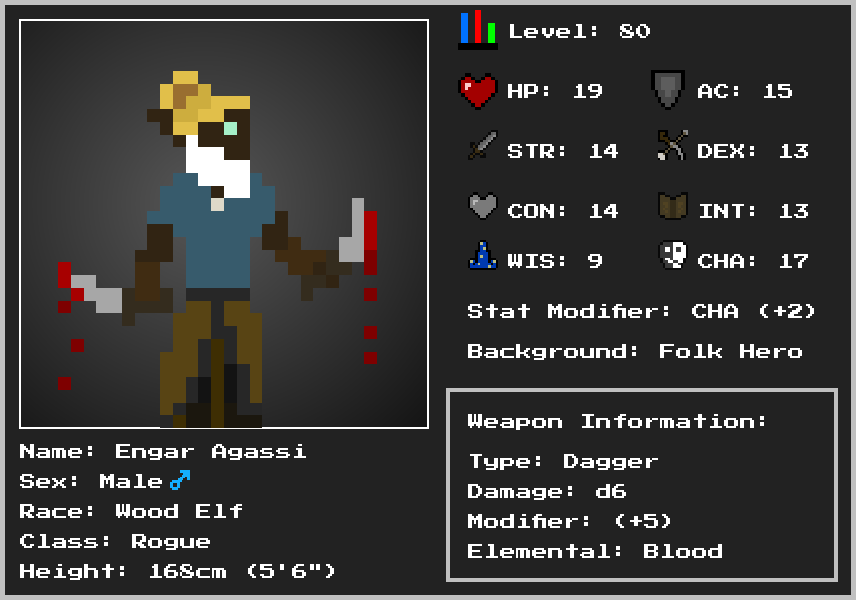 Level: 80
HP: 19
AC: 15
STR: 14
DEX: 13
CON: 14
INT: 13
WIS: 9
CHA: 17
Stat Modifier: CHA (+2)
Background: Folk Hero
Weapon Information:
Type: Dagger
Damage: d6
Modifier: (+5)
Elemental: Blood
Name: Engar Agassi
Sex: Male ♂
Race: Wood Elf
Class: Rogue
Height: 168cm (5'6")